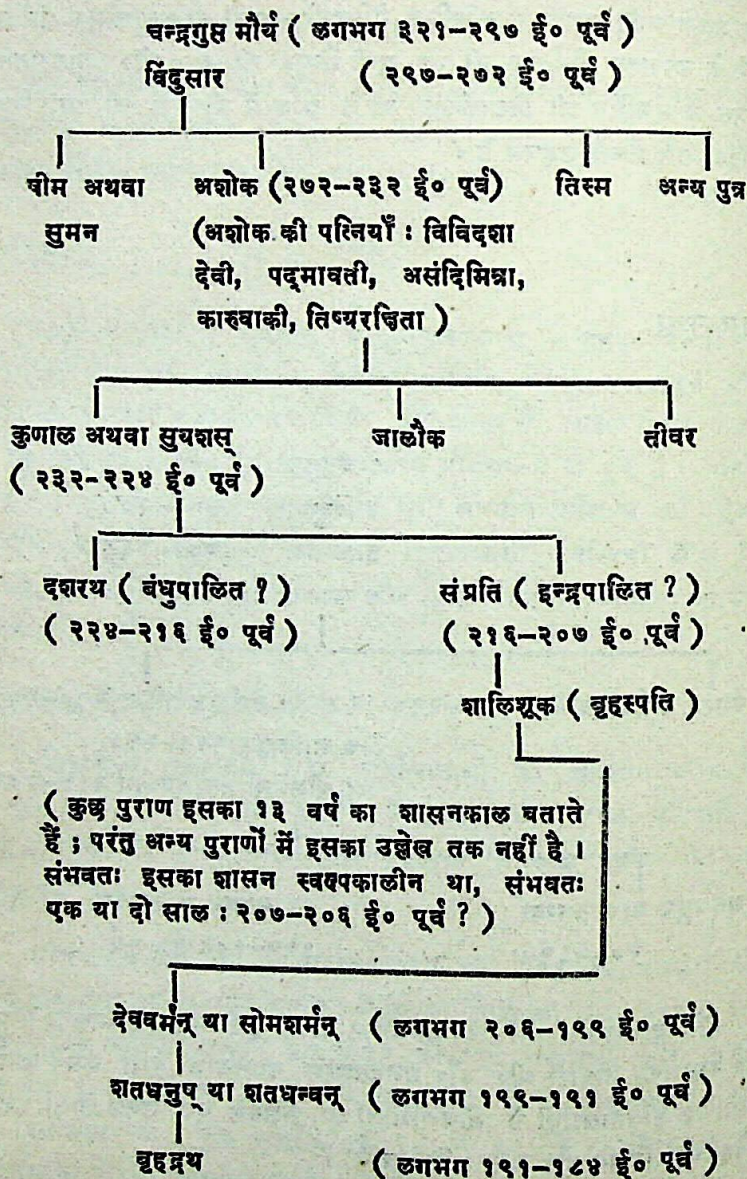 चन्द्रगुप्त मौर्य ( लगभग ३२१–२९७ ई० पूर्व )
बिंदुसार ( २९७–२७२ ई० पूर्व )
षीम अथवा अशोक (२७२–२३२ ई० पूर्व) तिस्म अन्य पुत्र
सुमन (अशोक की पत्नियाँ : विविदशा
देवी, पद्मावती, असंदिमित्रा,
कारुवाकी, तिष्यरक्षिता )
कुणाल अथवा सुयशस् जालौक तीवर
( २३२-२२४ ई० पूर्व )
दशरथ ( बंधुपालित ? ) संप्रति ( इन्द्रपालित ? )
( २२४–२१६ ई० पूर्व ) ( २१६–२०७ ई० पूर्व )
शालिशूक ( वृहस्पति )
( कुछ पुराण इसका १३ वर्ष का शासनकाल बताते
हैं ; परंतु अन्य पुराणों में इसका उल्लेख तक नहीं है ।
संभवतः इसका शासन स्वल्पकालीन था, संभवतः
एक या दो साल : २०७–२०६ ई० पूर्व ? )
देववर्मन् या सोमशर्मन् ( लगभग २०६–१९९ ई० पूर्व )
शतधनुष् या शतधन्वन् ( लगभग १९९–१९१ ई० पूर्व )
वृहद्रथ ( लगभग १९१–१८४ ई० पूर्व )